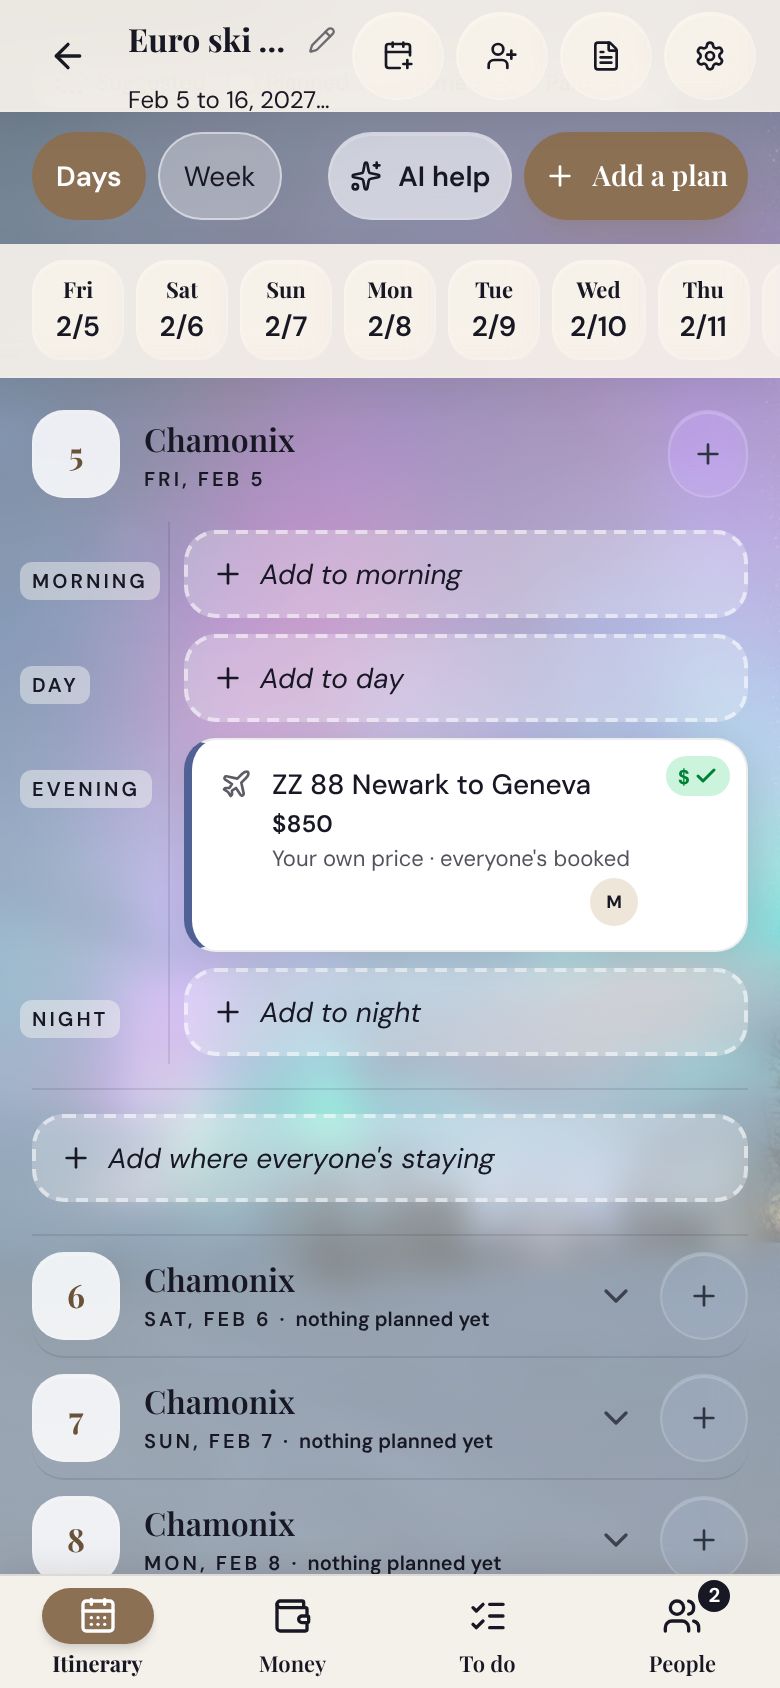 Euro ski ...
Feb 5 to 16, 2027...
Days
Week
AI help
Add a plan
Fri
2/5
Sat
2/6
Sun
2/7
Mon
2/8
Tue
2/9
Wed
2/10
Thu
2/11
5
Chamonix
FRI, FEB 5
MORNING
Add to morning
DAY
Add to day
EVENING
ZZ 88 Newark to Geneva
$ ✓
$850
Your own price · everyone's booked
M
NIGHT
Add to night
Add where everyone's staying
6
Chamonix
SAT, FEB 6 · nothing planned yet
7
Chamonix
SUN, FEB 7 · nothing planned yet
8
Chamonix
MON, FEB 8 · nothing planned yet
2
Itinerary
Money
To do
People